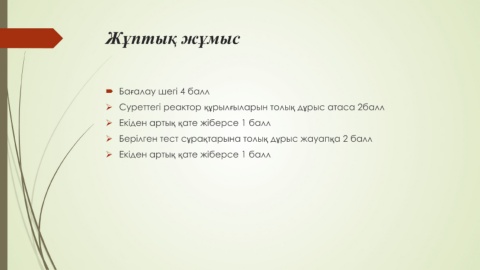 Жұптық жұмыс
Бағалау шегі 4 балл
Суреттегі реактор құрылғыларын толық дұрыс атаса 2балл
Екіден артық қате жіберсе 1 балл
Берілген тест сұрақтарына толық дұрыс жауапқа 2 балл
Екіден артық қате жіберсе 1 балл